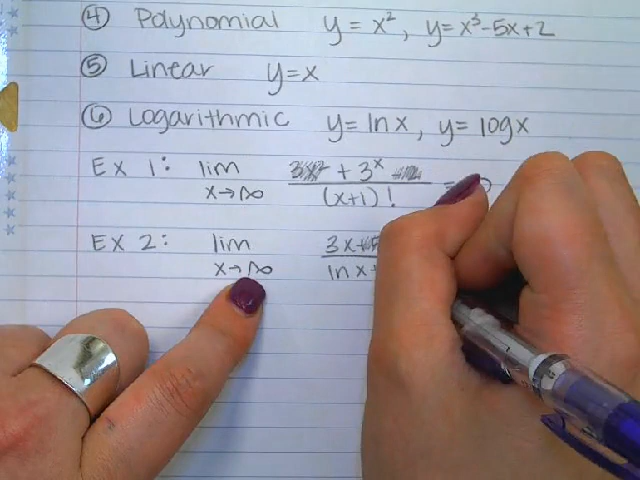 ④ Polynomial y = x², y = x³-5x+2
⑤ Linear y = x
⑥ Logarithmic y = ln x, y = log x
Ex 1: lim x→∞ + 3ˣ / (x+1)! =
Ex 2: lim x→∞ 3x / ln x